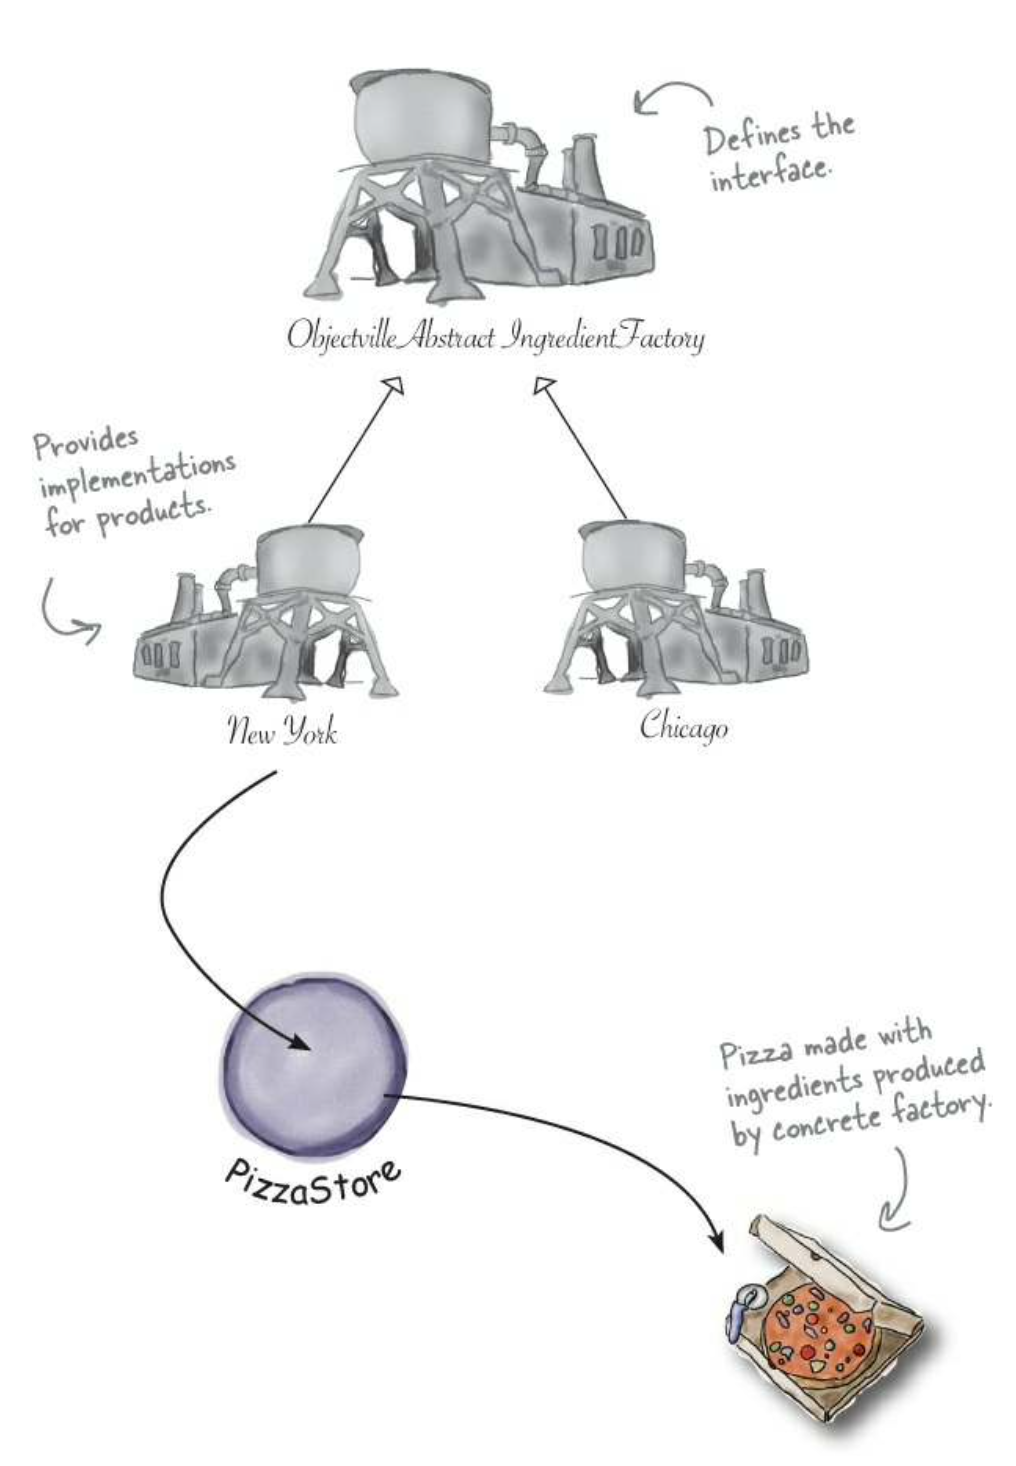 Defines the
interface.
Objectville Abstract IngredientFactory
Provides
implementations
for products.
New York
Chicago
PizzaStore
Pizza made with
ingredients produced
by concrete factory.